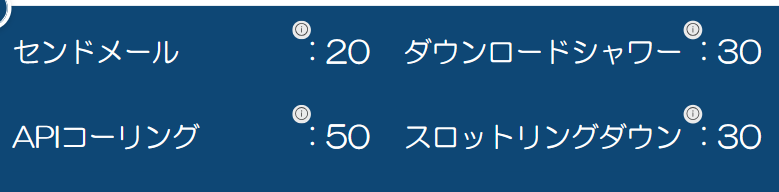 センドメール ⓘ: 20 ダウンロードシャワー ⓘ: 30
APIコーリング ⓘ: 50 スロットリングダウン ⓘ: 30